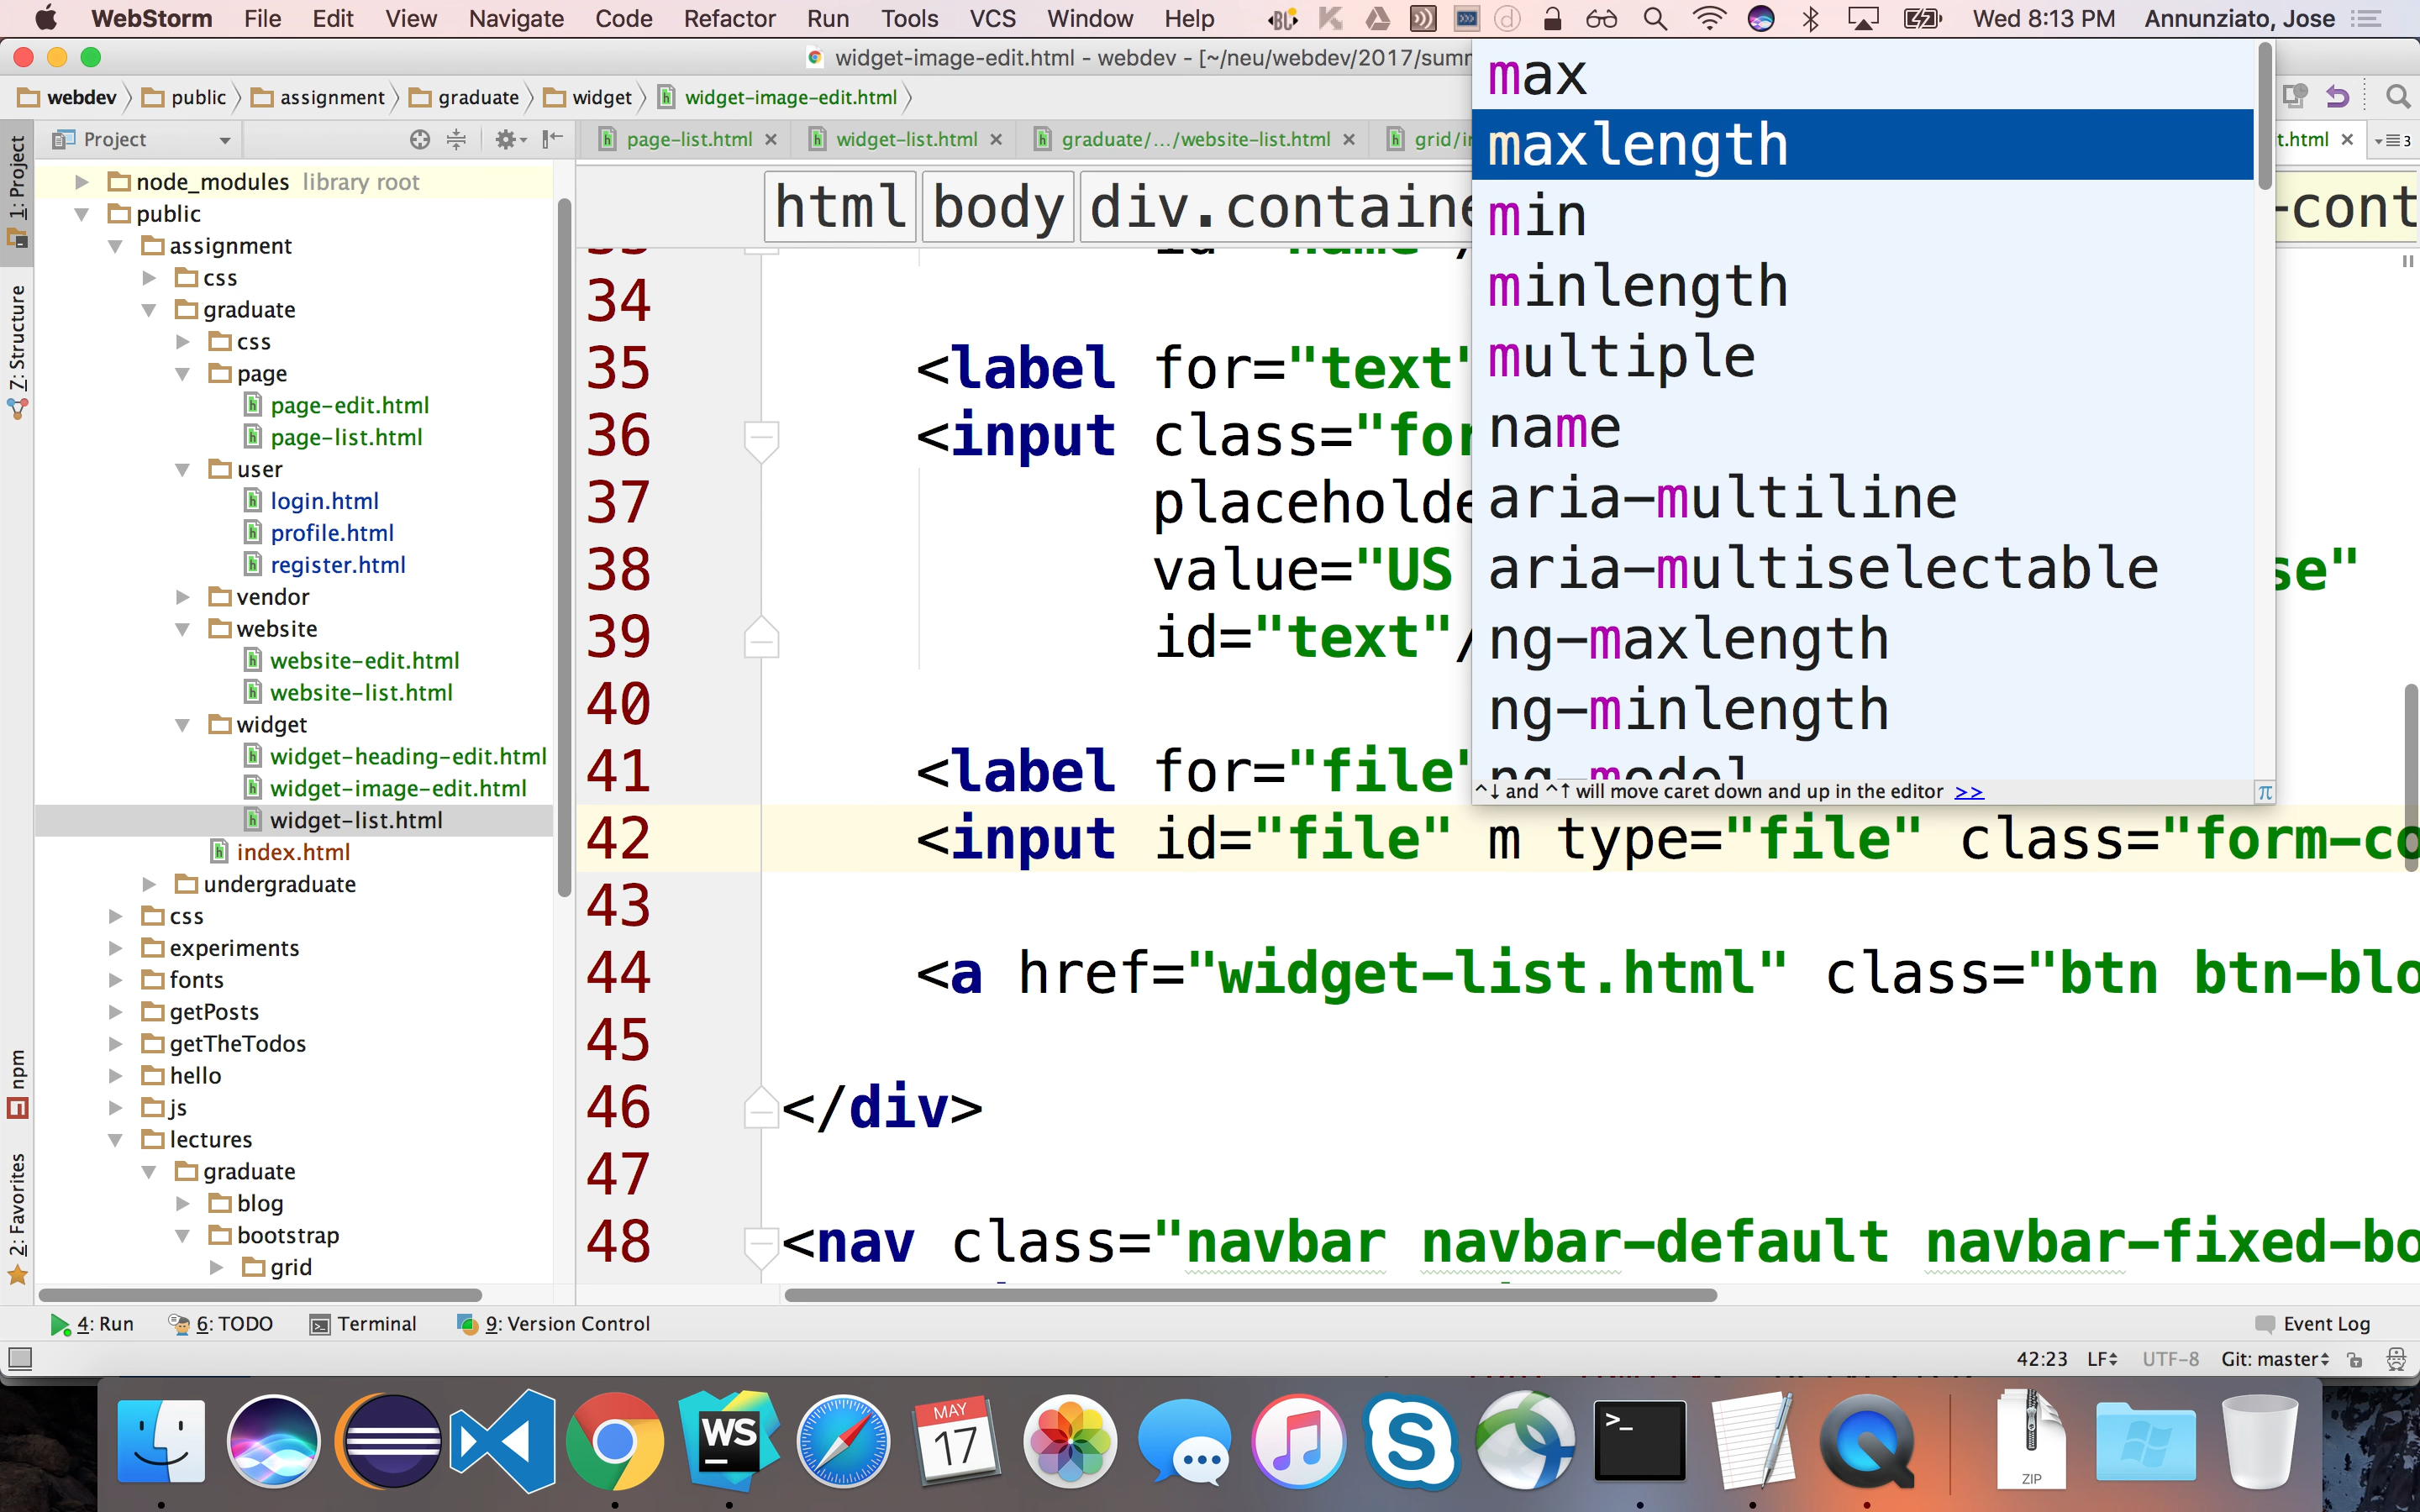 WebStorm File Edit View Navigate Code Refactor Run Tools VCS Window Help Wed 8:13 PM Annunziato, Jose
widget-image-edit.html - webdev - [~/neu/webdev/2017/sumr
webdev public assignment graduate widget widget-image-edit.html
Project
page-list.html widget-list.html graduate/.../website-list.html grid/i t.html 3
html body div.containe -cont
1: Project
7: Structure
npm
2: Favorites
node_modules library root
public
assignment
css
graduate
css
page
page-edit.html
page-list.html
user
login.html
profile.html
register.html
vendor
website
website-edit.html
website-list.html
widget
widget-heading-edit.html
widget-image-edit.html
widget-list.html
index.html
undergraduate
css
experiments
fonts
getPosts
getTheTodos
hello
js
lectures
graduate
blog
bootstrap
grid
34
35 <label for="text"
36 <input class="for
37 placeholde
38 value="US se"
39 id="text"/
40
41 <label for="file"
42 <input id="file" m type="file" class="form-co
43
44 <a href="widget-list.html" class="btn btn-blo
45
46 </div>
47
48 <nav class="navbar navbar-default navbar-fixed-bo
max
maxlength
min
minlength
multiple
name
aria-multiline
aria-multiselectable
ng-maxlength
ng-minlength
ng-model
^↓ and ^↑ will move caret down and up in the editor >> π
4: Run 6: TODO Terminal 9: Version Control Event Log
42:23 LF UTF-8 Git: master
WS
MAY
17
S
>_
ZIP